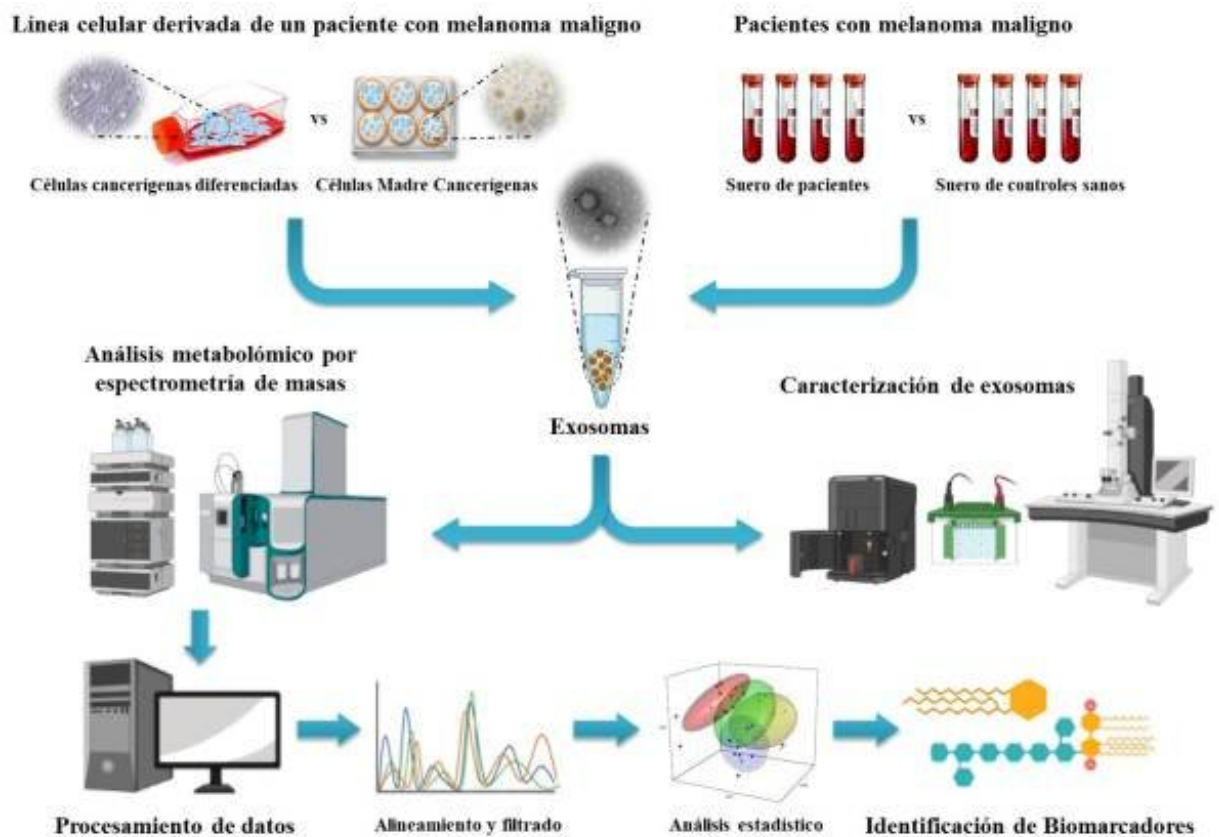 Línea celular derivada de un paciente con melanoma maligno
Pacientes con melanoma maligno
vs
vs
Células cancerígenas diferenciadas
Células Madre Cancerígenas
Suero de pacientes
Suero de controles sanos
Análisis metabolómico por
espectrometría de masas
Caracterización de exosomas
Exosomas
Procesamiento de datos
Alineamiento y filtrado
Análisis estadístico
Identificación de Biomarcadores